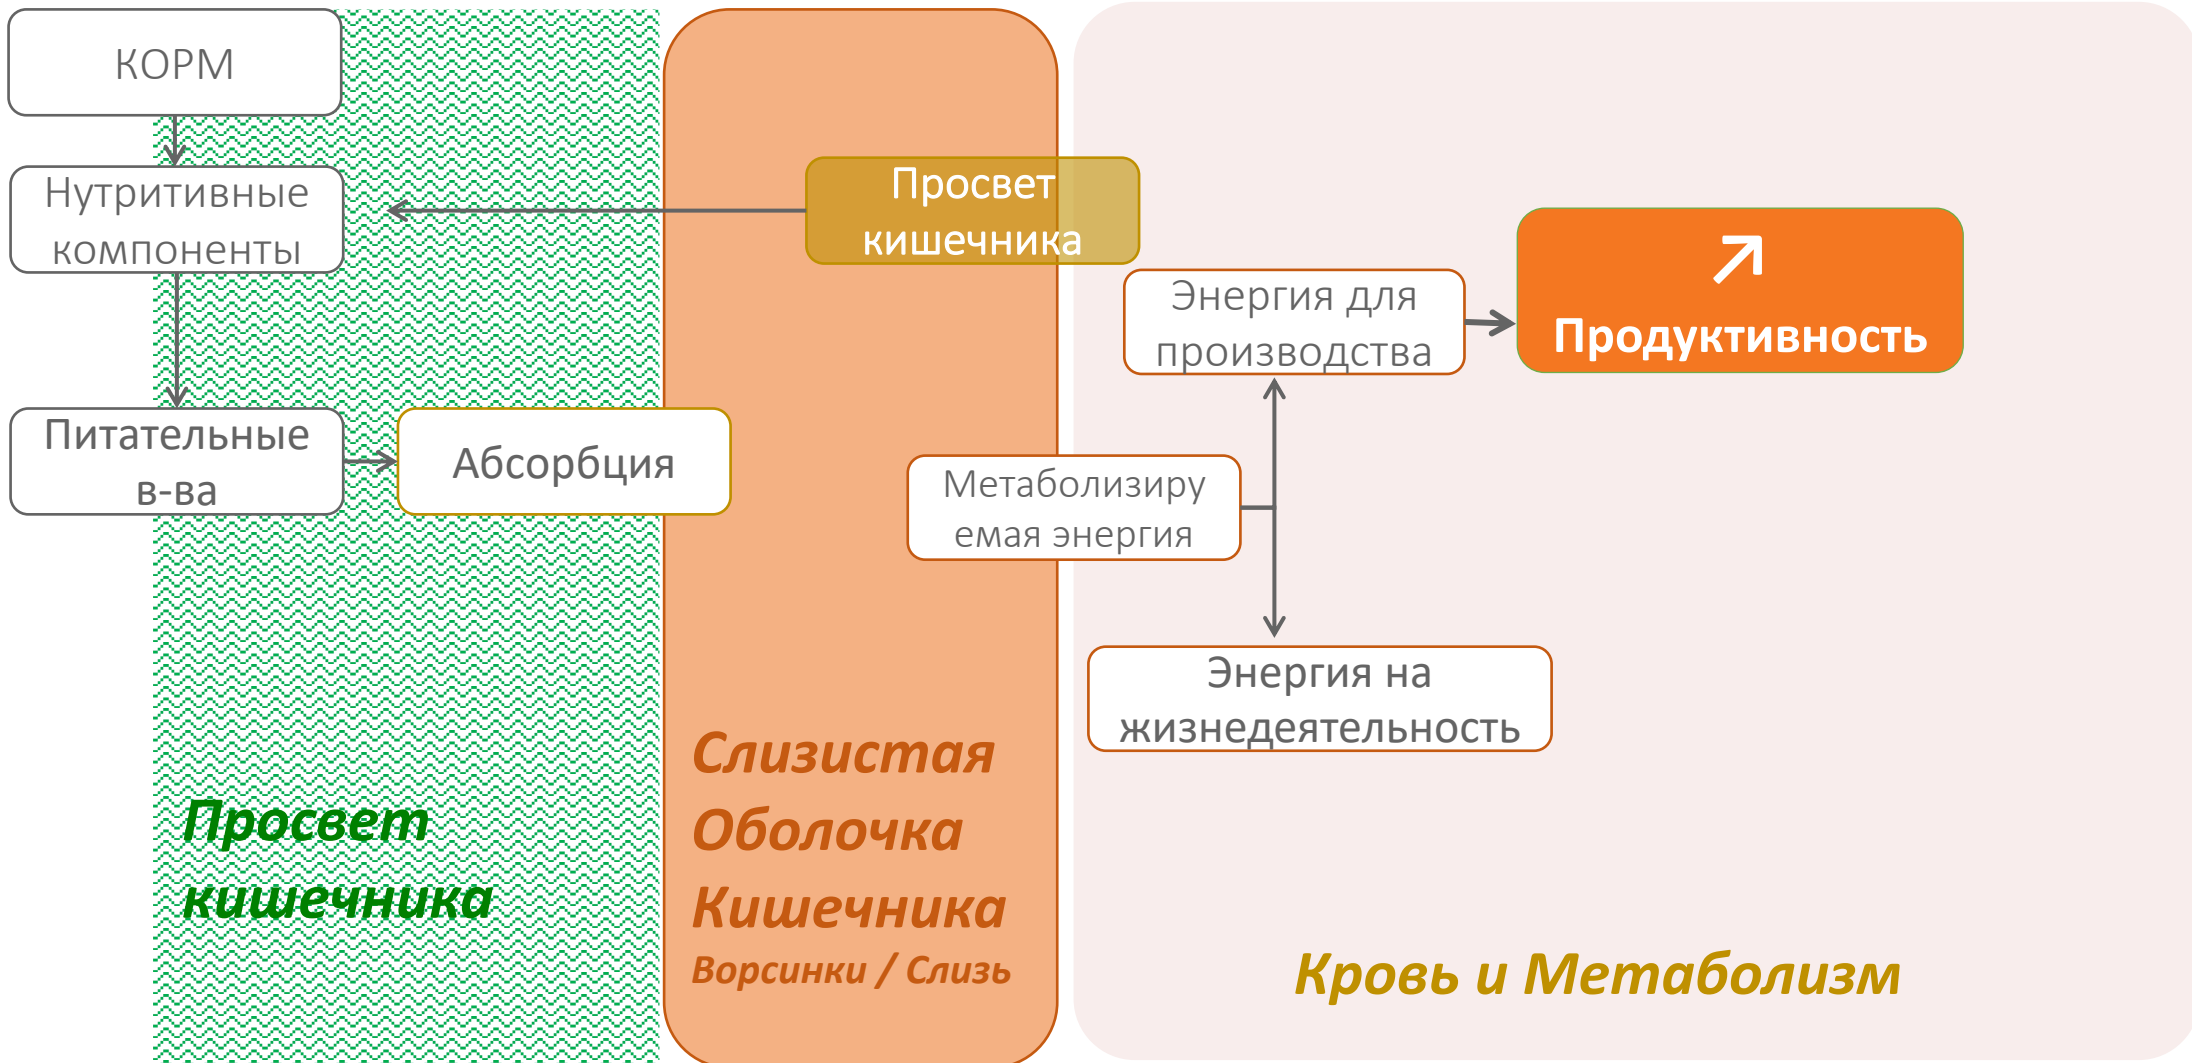 КОРМ
Нутритивные
компоненты
Питательные
в-ва
Абсорбция
Просвет
кишечника
Метаболизиру
емая энергия
Энергия для
производства
↗
Продуктивность
Энергия на
жизнедеятельность
Просвет
кишечника
Слизистая
Оболочка
Кишечника
Ворсинки / Слизь
Кровь и Метаболизм